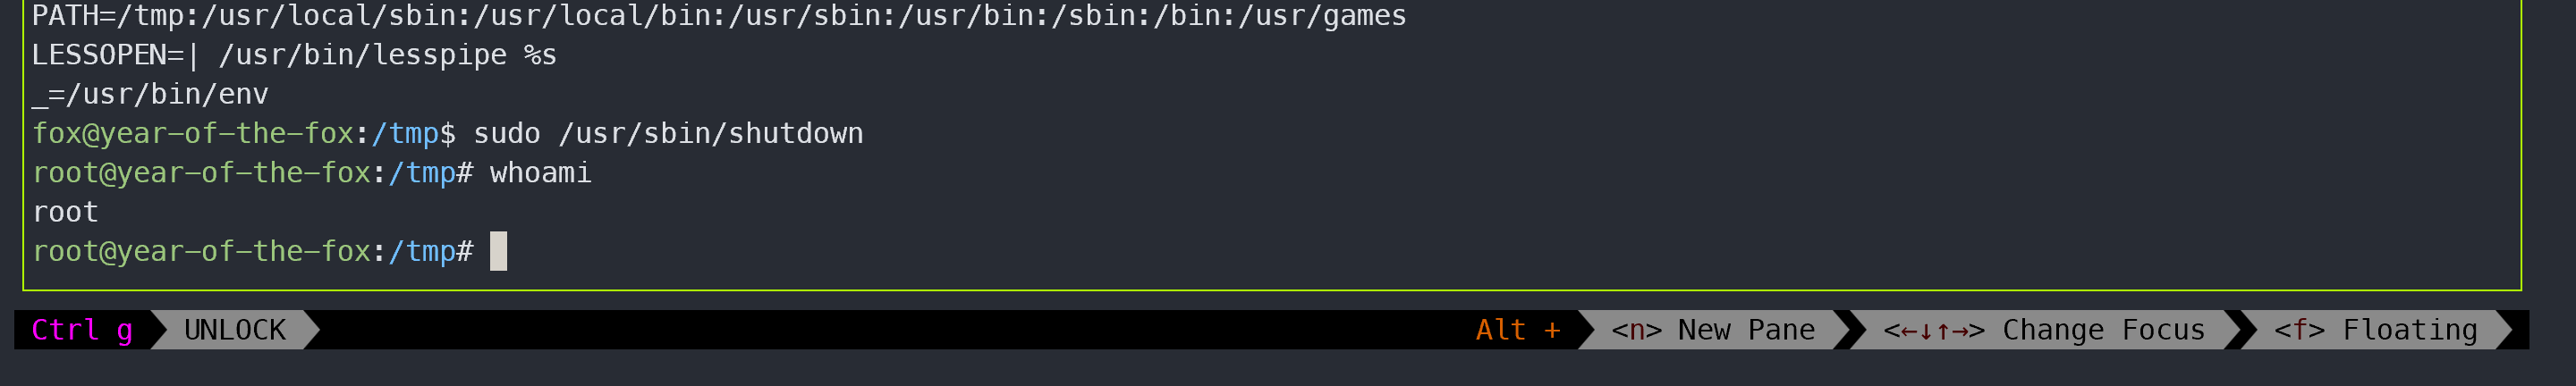 PATH=/tmp:/usr/local/sbin:/usr/local/bin:/usr/sbin:/usr/bin:/sbin:/bin:/usr/games
LESSOPEN=| /usr/bin/lesspipe %s
_=/usr/bin/env
fox@year-of-the-fox:/tmp$ sudo /usr/sbin/shutdown
root@year-of-the-fox:/tmp# whoami
root
root@year-of-the-fox:/tmp#
Ctrl g UNLOCK Alt + <n> New Pane <←↓↑→> Change Focus <f> Floating